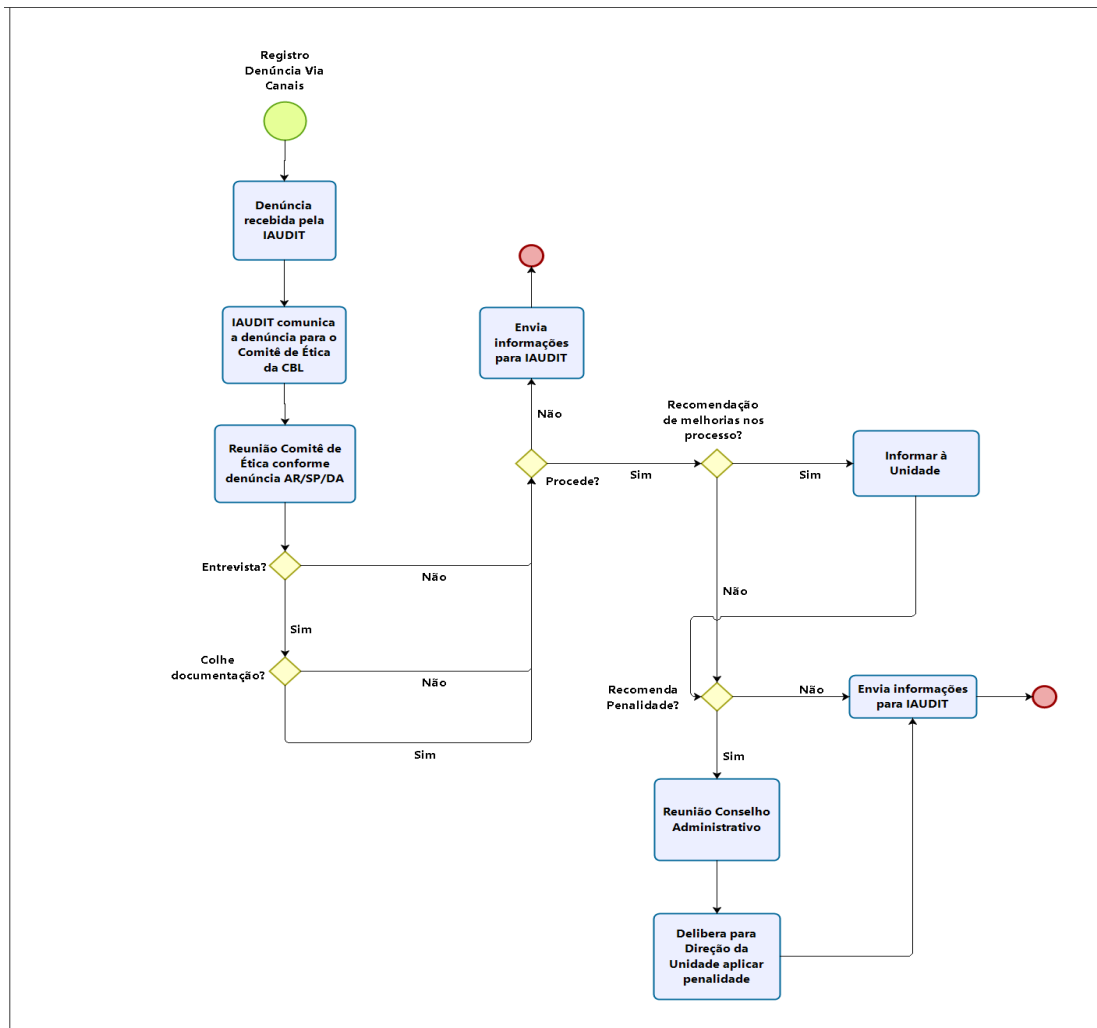 Registro
Denúncia Via
Canais
Denúncia
recebida pela
IAUDIT
IAUDIT comunica
a denúncia para o
Comitê de Ética
da CBL
Reunião Comitê de
Ética conforme
denúncia AR/SP/DA
Entrevista?
Não
Sim
Colhe
documentação?
Não
Sim
Envia
informações
para IAUDIT
Não
Procede?
Sim
Recomendação
de melhorias nos
processo?
Sim
Informar à
Unidade
Não
Recomenda
Penalidade?
Não
Envia informações
para IAUDIT
Sim
Reunião Conselho
Administrativo
Delibera para
Direção da
Unidade aplicar
penalidade